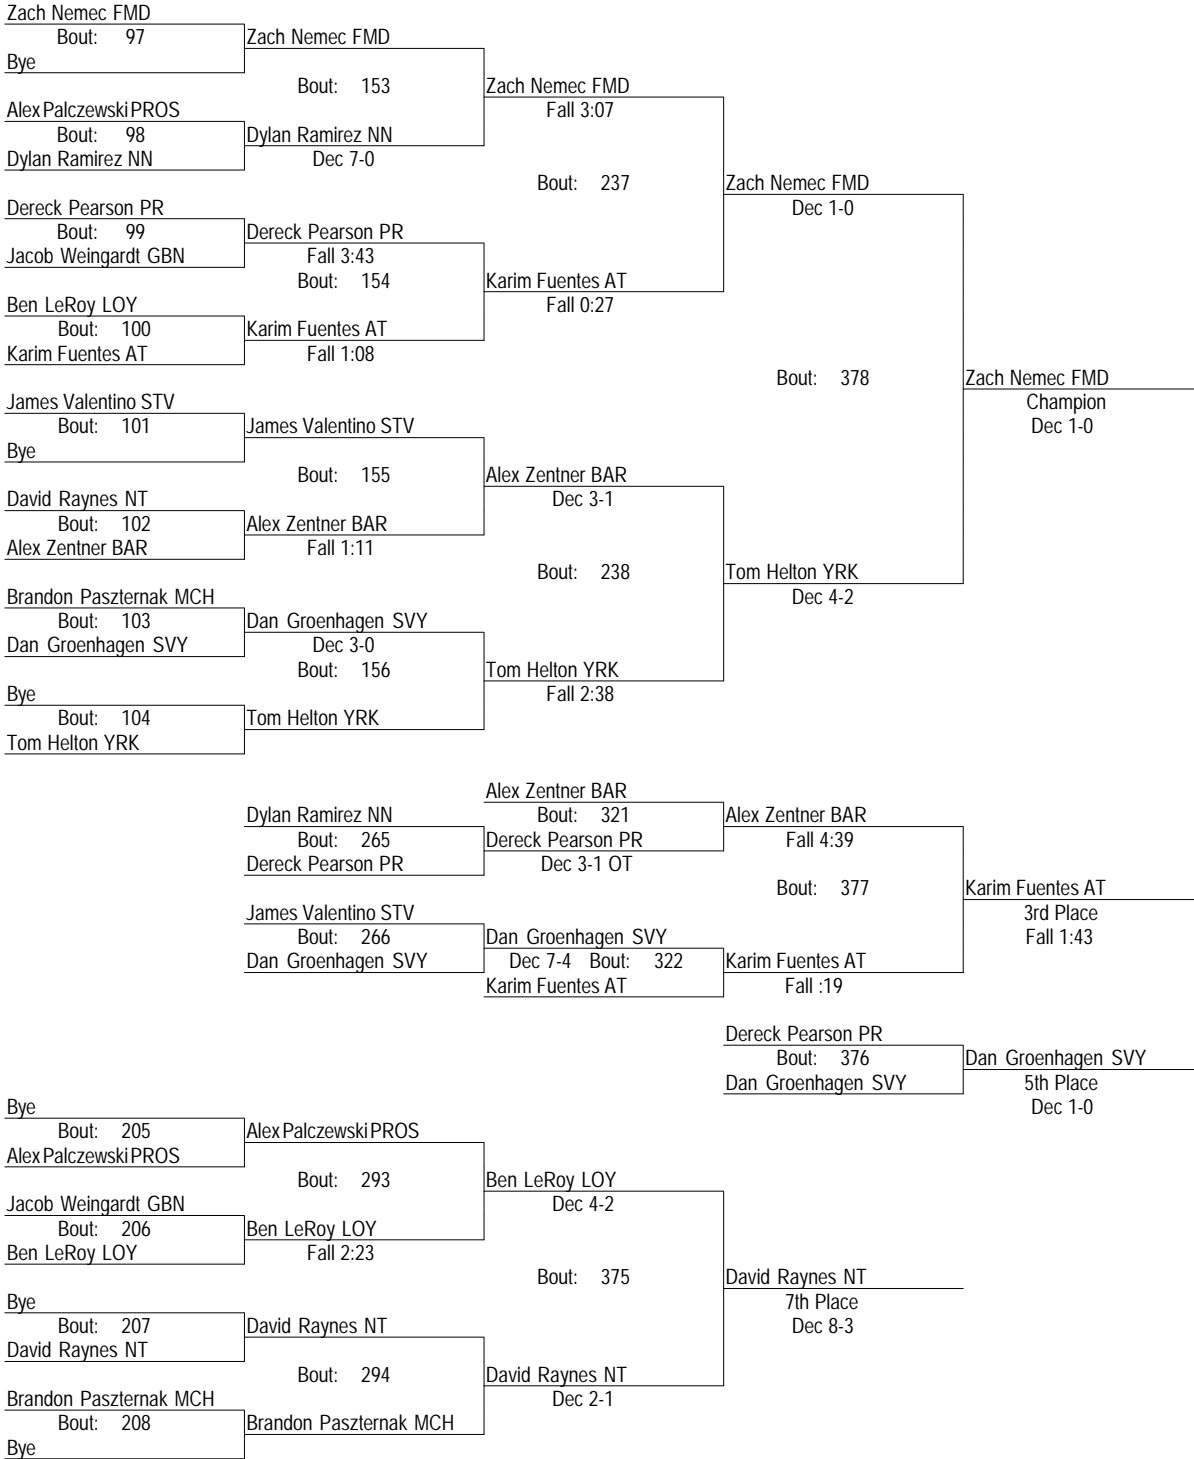 Zach Nemec FMD
Bout: 97
Zach Nemec FMD
Bye
Bout: 153
Zach Nemec FMD
Alex Palczewski PROS
Fall 3:07
Bout: 98
Dylan Ramirez NN
Dylan Ramirez NN
Dec 7-0
Bout: 237
Zach Nemec FMD
Dereck Pearson PR
Dec 1-0
Bout: 99
Dereck Pearson PR
Jacob Weingardt GBN
Fall 3:43
Bout: 154
Karim Fuentes AT
Ben LeRoy LOY
Fall 0:27
Bout: 100
Karim Fuentes AT
Karim Fuentes AT
Fall 1:08
Bout: 378
Zach Nemec FMD
James Valentino STV
Champion
Bout: 101
James Valentino STV
Dec 1-0
Bye
Bout: 155
Alex Zentner BAR
David Raynes NT
Dec 3-1
Bout: 102
Alex Zentner BAR
Alex Zentner BAR
Fall 1:11
Bout: 238
Tom Helton YRK
Brandon Paszternak MCH
Dec 4-2
Bout: 103
Dan Groenhagen SVY
Dan Groenhagen SVY
Dec 3-0
Bout: 156
Tom Helton YRK
Bye
Fall 2:38
Bout: 104
Tom Helton YRK
Tom Helton YRK
Alex Zentner BAR
Dylan Ramirez NN
Bout: 321
Alex Zentner BAR
Bout: 265
Dereck Pearson PR
Fall 4:39
Dereck Pearson PR
Dec 3-1 OT
Bout: 377
Karim Fuentes AT
James Valentino STV
3rd Place
Bout: 266
Dan Groenhagen SVY
Fall 1:43
Dan Groenhagen SVY
Dec 7-4 Bout: 322
Karim Fuentes AT
Karim Fuentes AT
Fall :19
Dereck Pearson PR
Bout: 376
Dan Groenhagen SVY
Dan Groenhagen SVY
5th Place
Dec 1-0
Bye
Bout: 205
Alex Palczewski PROS
Alex Palczewski PROS
Bout: 293
Ben LeRoy LOY
Jacob Weingardt GBN
Dec 4-2
Bout: 206
Ben LeRoy LOY
Ben LeRoy LOY
Fall 2:23
Bout: 375
David Raynes NT
Bye
7th Place
Bout: 207
David Raynes NT
Dec 8-3
David Raynes NT
Bout: 294
David Raynes NT
Brandon Paszternak MCH
Dec 2-1
Bout: 208
Brandon Paszternak MCH
Bye